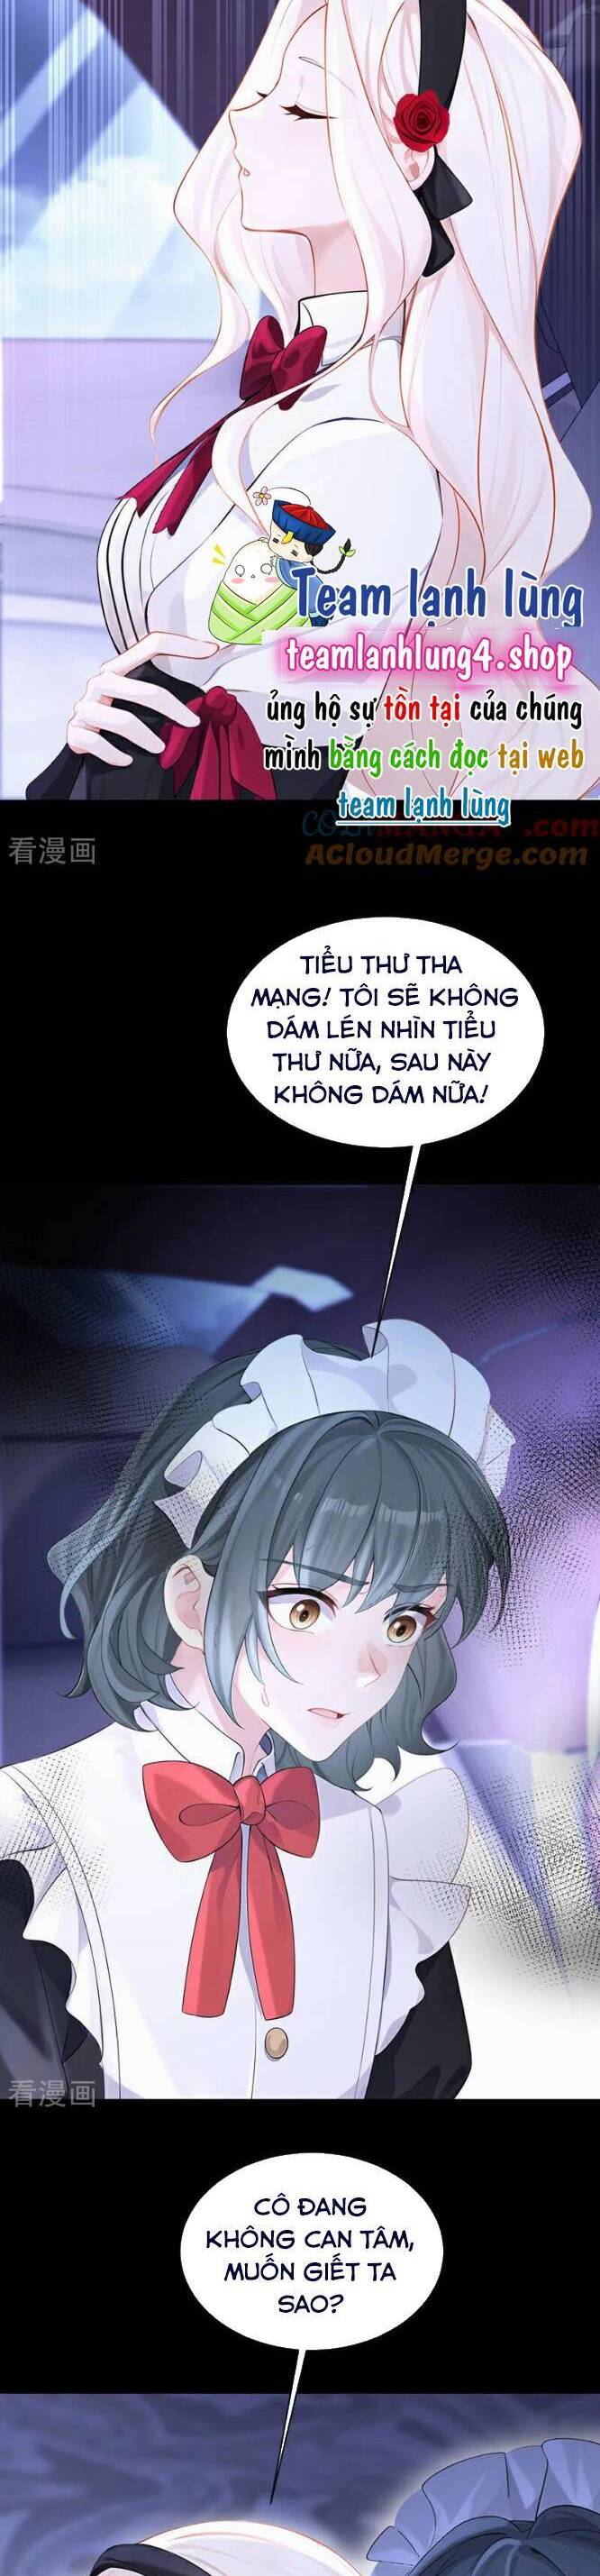 Team lạnh lùng
teamlanhlung4.shop
ủng hộ sự tồn tại của chúng
mình bằng cách đọc tại web
team lạnh lùng
COLAMANGA.com
AcloudMerge.com
看漫画
TIỂU THƯ THA
MẠNG! TÔI SẼ KHÔNG
DÁM LÉN NHÌN TIỂU
THƯ NỮA, SAU NÀY
KHÔNG DÁM NỮA!
看漫画
CÔ ĐANG
KHÔNG CAN TÂM,
MUỐN GIẾT TA
SAO?